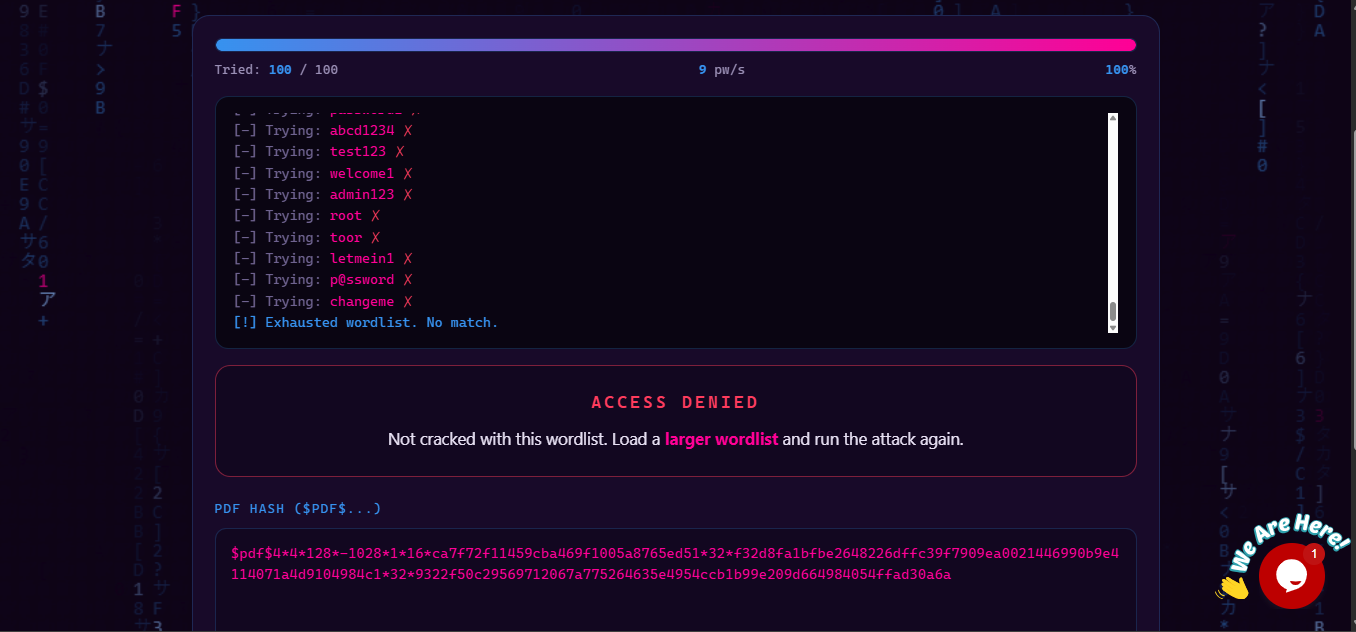 Tried: 100 / 100
9 pw/s
100%
[-] Trying: abcd1234 ✗
[-] Trying: test123 ✗
[-] Trying: welcome1 ✗
[-] Trying: admin123 ✗
[-] Trying: root ✗
[-] Trying: toor ✗
[-] Trying: letmein1 ✗
[-] Trying: p@ssword ✗
[-] Trying: changeme ✗
[!] Exhausted wordlist. No match.
ACCESS DENIED
Not cracked with this wordlist. Load a larger wordlist and run the attack again.
PDF HASH ($PDF$...)
$pdf$4*4*128*-1028*1*16*ca7f72f11459cba469f1005a8765ed51*32*f32d8fa1bfbe2648226dffc39f7909ea0021446990b9e4
114071a4d9104984c1*32*9322f50c29569712067a775264635e4954ccb1b99e209d664984054ffad30a6a
We Are Here!
1